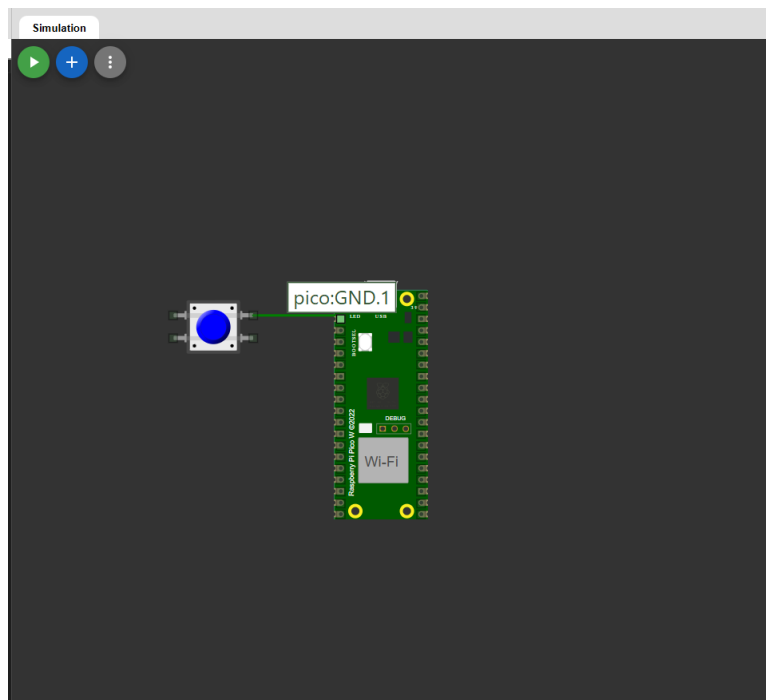 Simulation
pico:GND.1
LED USB
BOOTSEL
DEBUG
Raspberry Pi Pico W ©2022
Wi-Fi